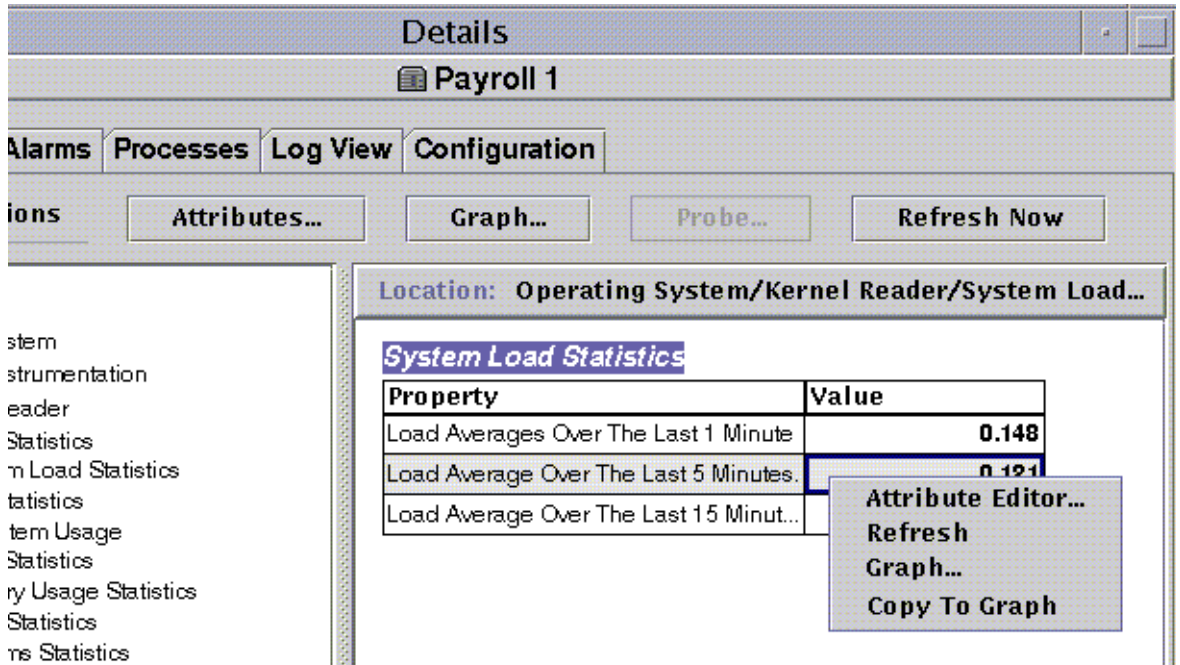 Details
Payroll 1
Alarms Processes Log View Configuration
ions Attributes... Graph... Probe... Refresh Now
Location: Operating System/Kernel Reader/System Load...
stem
strumentation
eader
Statistics
m Load Statistics
tatistics
tem Usage
Statistics
ry Usage Statistics
Statistics
ms Statistics
System Load Statistics
Property Value
Load Averages Over The Last 1 Minute 0.148
Load Average Over The Last 5 Minutes. 0.121
Load Average Over The Last 15 Minut...
Attribute Editor...
Refresh
Graph...
Copy To Graph